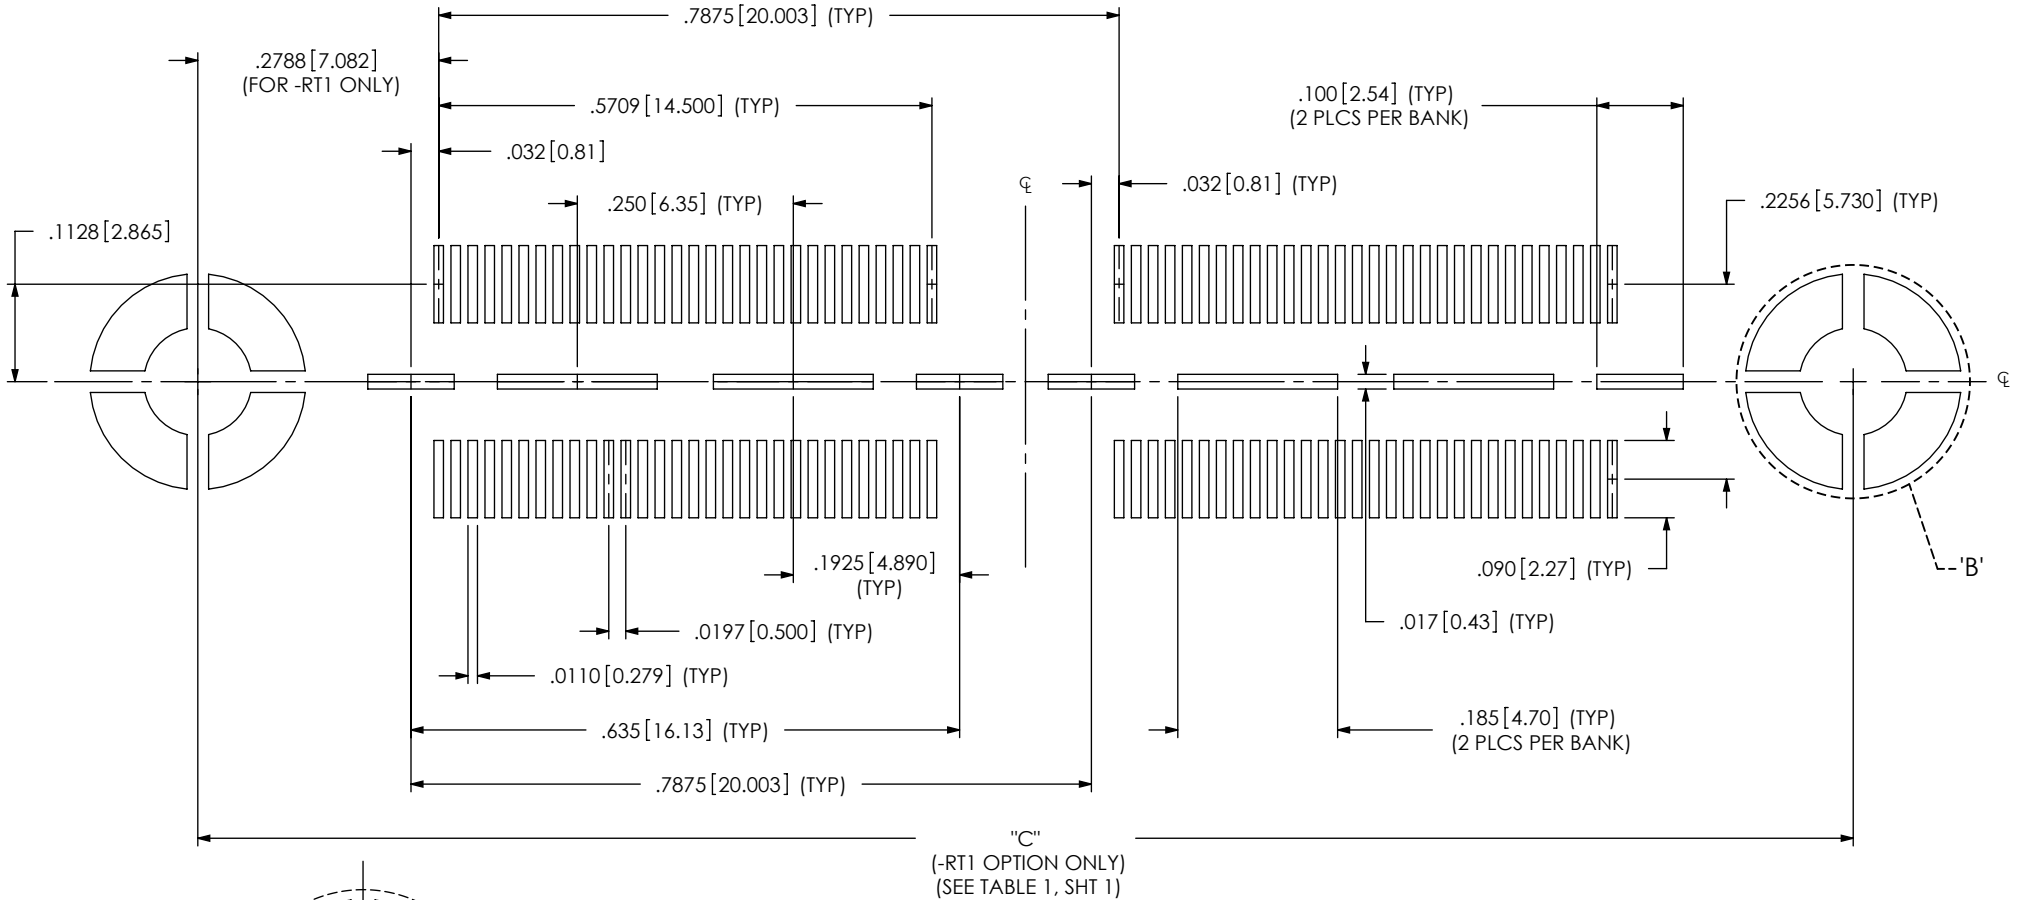 .7875[20.003] (TYP)
.2788[7.082]
(FOR -RT1 ONLY)
.5709[14.500] (TYP)
.100[2.54] (TYP)
(2 PLCS PER BANK)
.032[0.81]
℄
.032[0.81] (TYP)
.250[6.35] (TYP)
.2256[5.730] (TYP)
.1128[2.865]
℄
.1925[4.890]
(TYP)
.090[2.27] (TYP)
'B'
.017[0.43] (TYP)
.0197[0.500] (TYP)
.0110[0.279] (TYP)
.635[16.13] (TYP)
.185[4.70] (TYP)
(2 PLCS PER BANK)
.7875[20.003] (TYP)
"C"
(-RT1 OPTION ONLY)
(SEE TABLE 1, SHT 1)